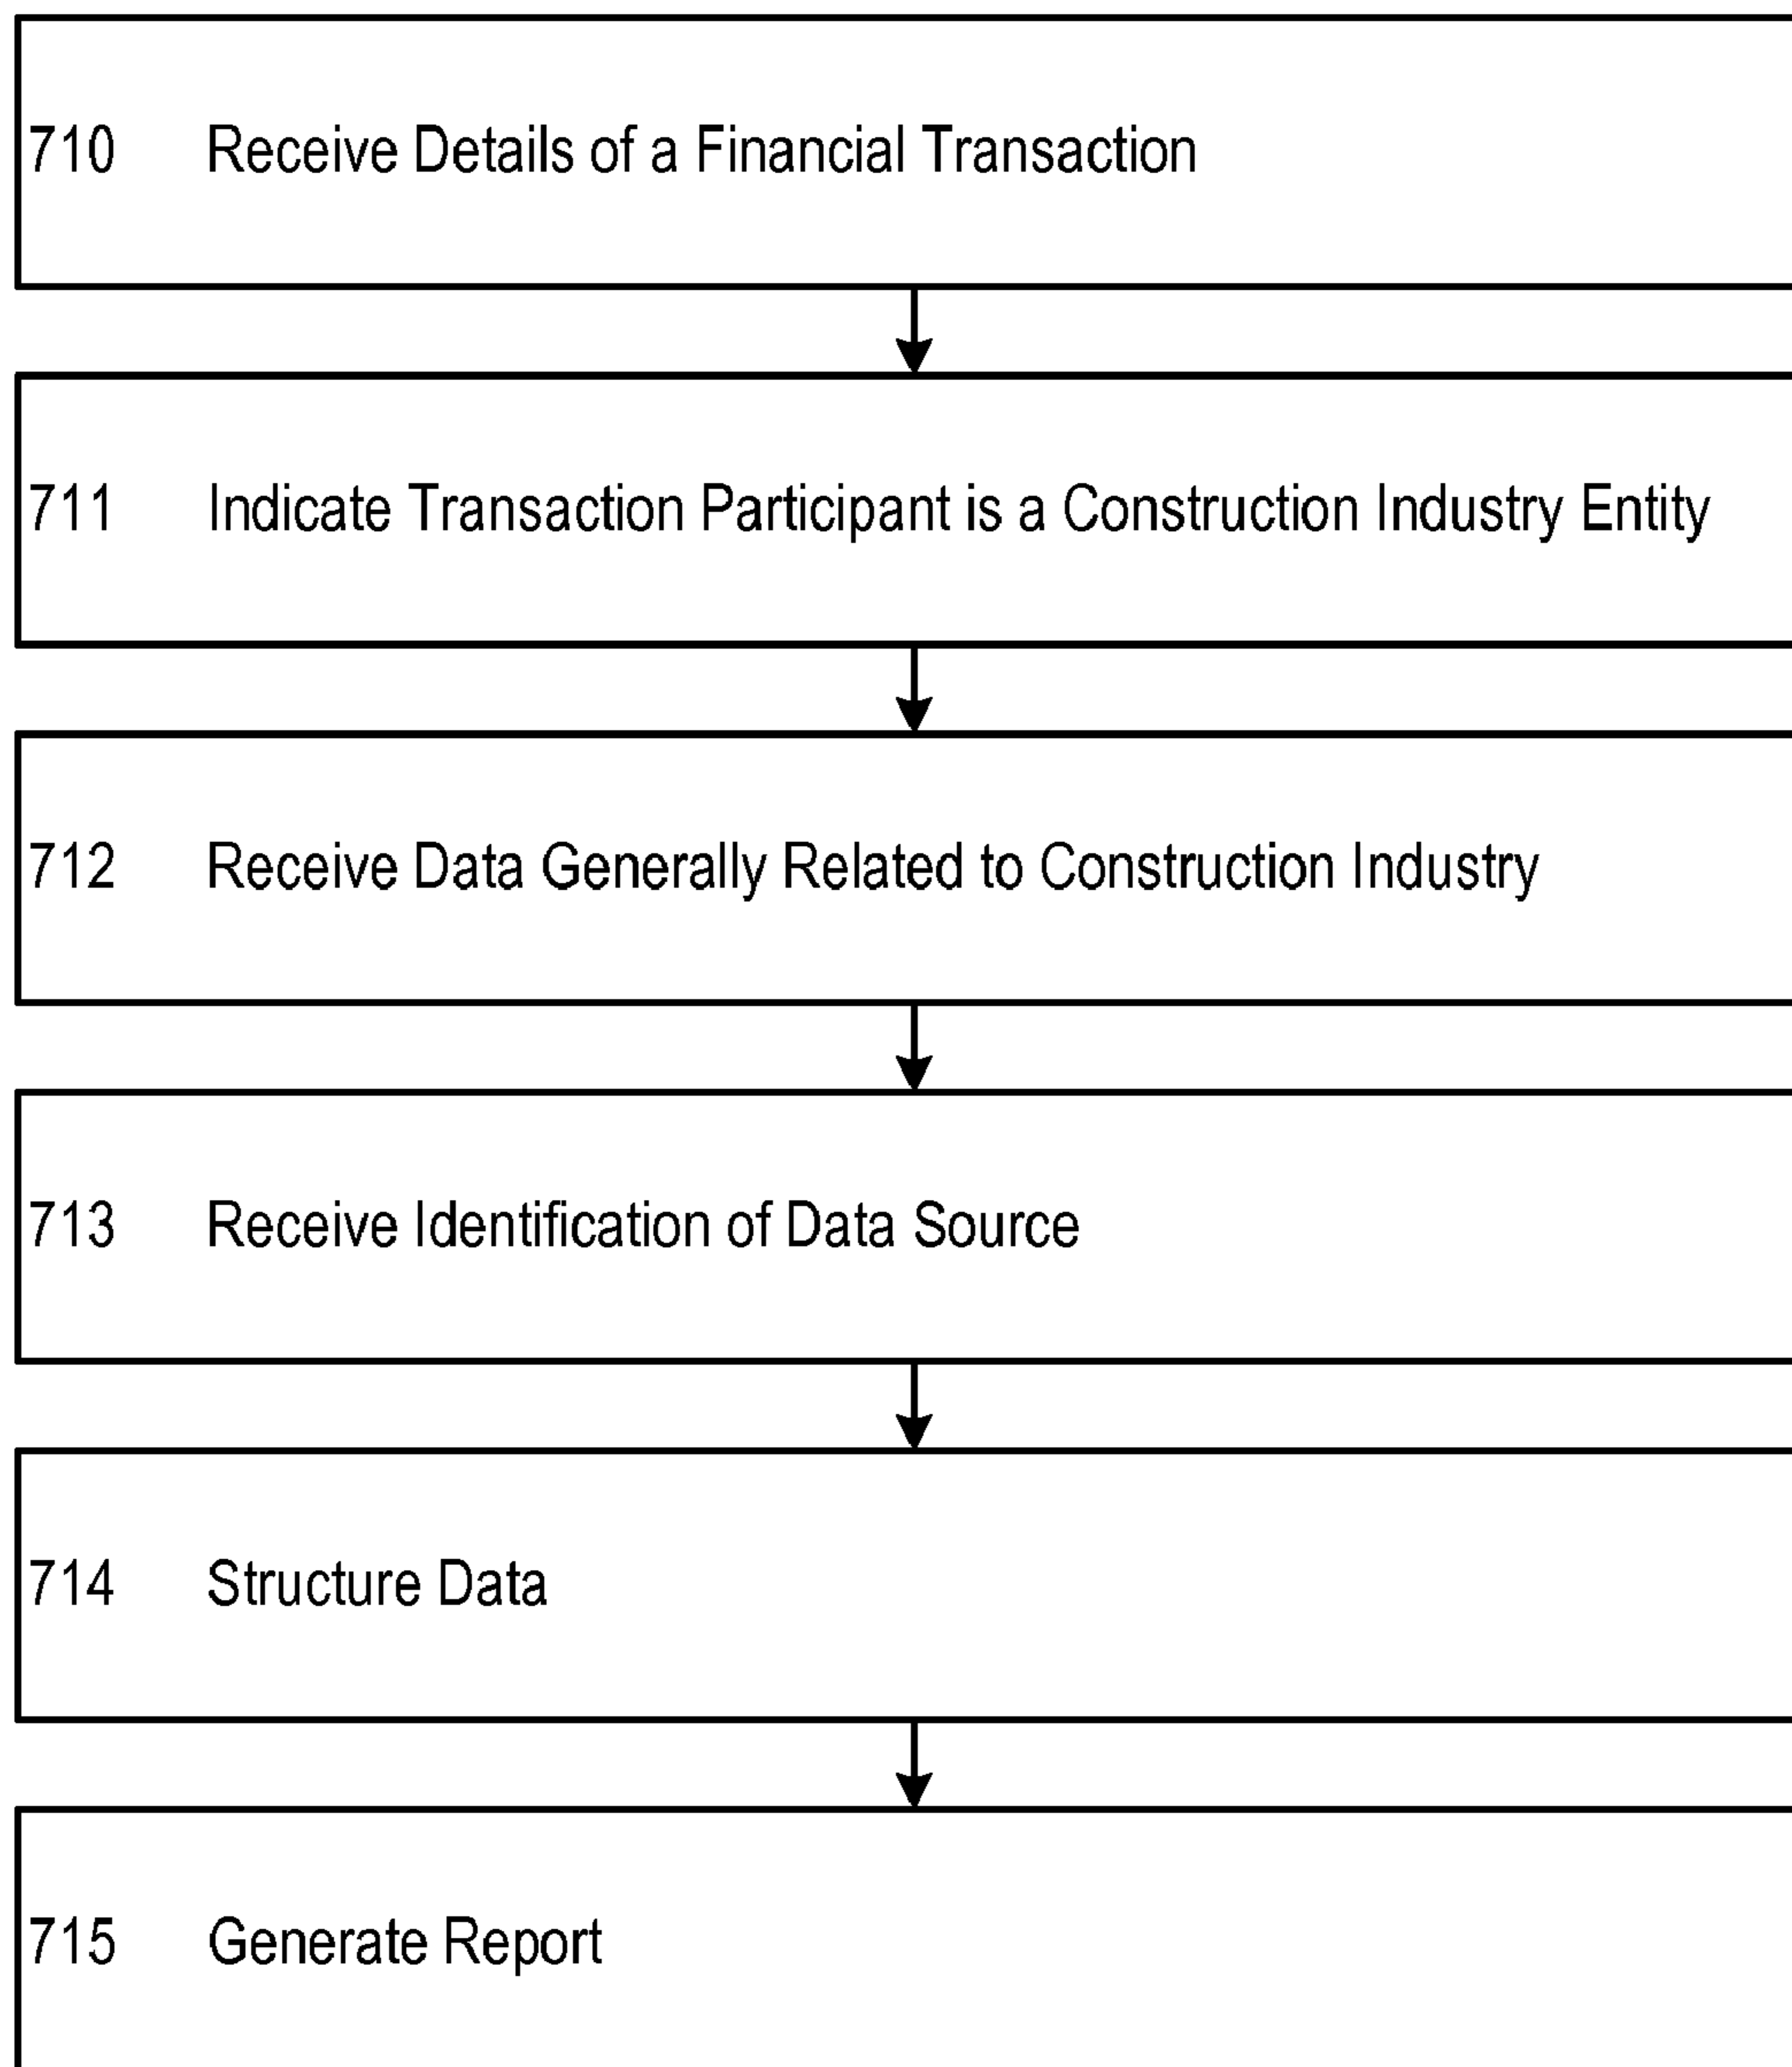 710 Receive Details of a Financial Transaction
711 Indicate Transaction Participant is a Construction Industry Entity
712 Receive Data Generally Related to Construction Industry
713 Receive Identification of Data Source
714 Structure Data
715 Generate Report